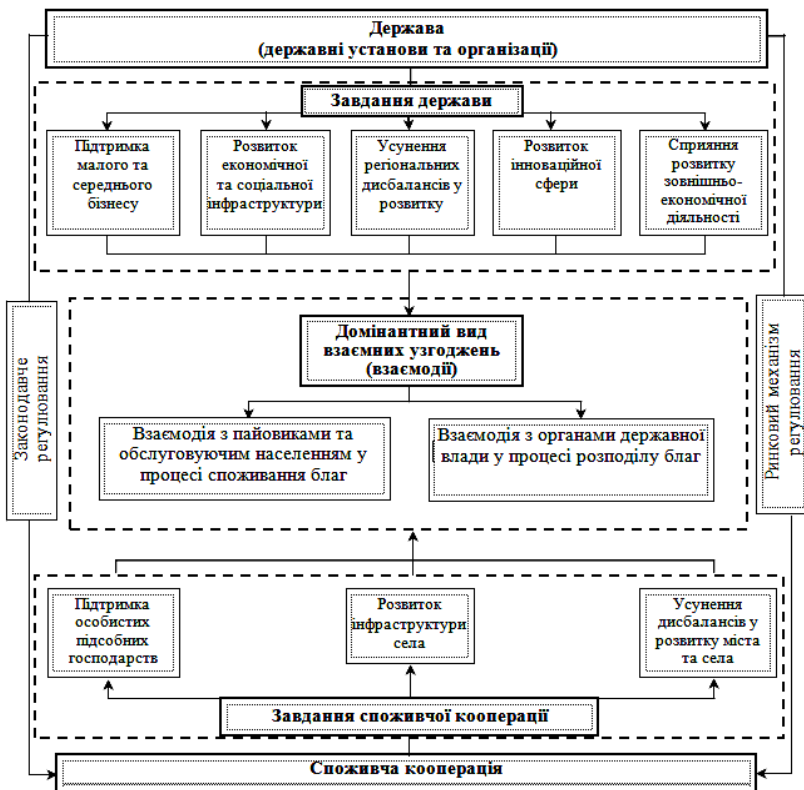 Держава
(державні установи та організації)
Завдання держави
Підтримка
малого та
середнього
бізнесу
Розвиток
економічної
та соціальної
інфраструктури
Усунення
регіональних
дисбалансів у
розвитку
Розвиток
інноваційної
сфери
Сприяння
розвитку
зовнішньо-
економічної
діяльності
Законодавче
регулювання
Домінантний вид
взаємних узгоджень
(взаємодії)
Ринковий механізм
регулювання
Взаємодія з пайовиками та
обслуговуючим населенням у
процесі споживання благ
Взаємодія з органами державної
влади у процесі розподілу благ
Підтримка
особистих
підсобних
господарств
Розвиток
інфраструктури
села
Усунення
дисбалансів у
розвитку міста
та села
Завдання споживчої кооперації
Споживча кооперація